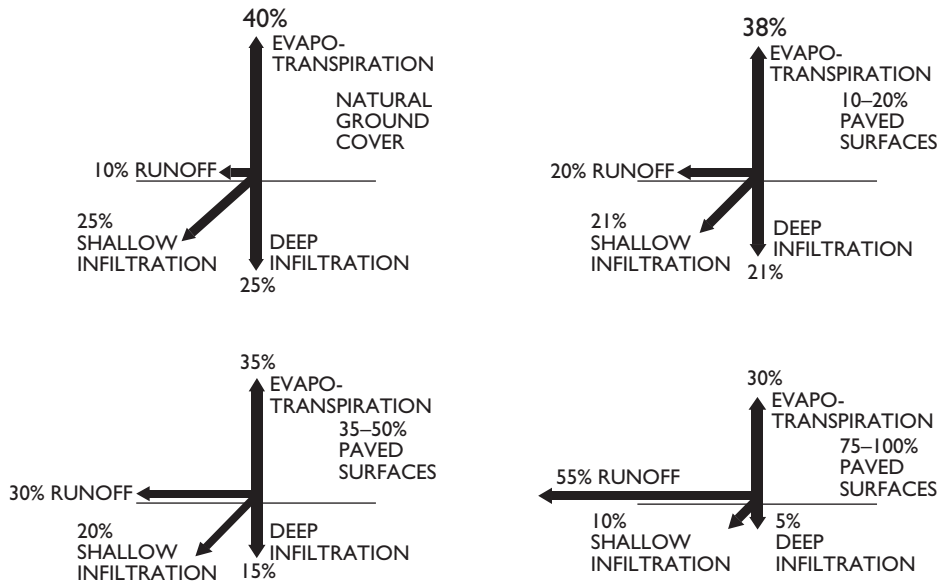 40%
EVAPO-
TRANSPIRATION
NATURAL
GROUND
COVER
10% RUNOFF
25%
SHALLOW
INFILTRATION
DEEP
INFILTRATION
25%
38%
EVAPO-
TRANSPIRATION
10–20%
PAVED
SURFACES
20% RUNOFF
21%
SHALLOW
INFILTRATION
DEEP
INFILTRATION
21%
35%
EVAPO-
TRANSPIRATION
35–50%
PAVED
SURFACES
30% RUNOFF
20%
SHALLOW
INFILTRATION
DEEP
INFILTRATION
15%
30%
EVAPO-
TRANSPIRATION
75–100%
PAVED
SURFACES
55% RUNOFF
10%
SHALLOW
INFILTRATION
5%
DEEP
INFILTRATION